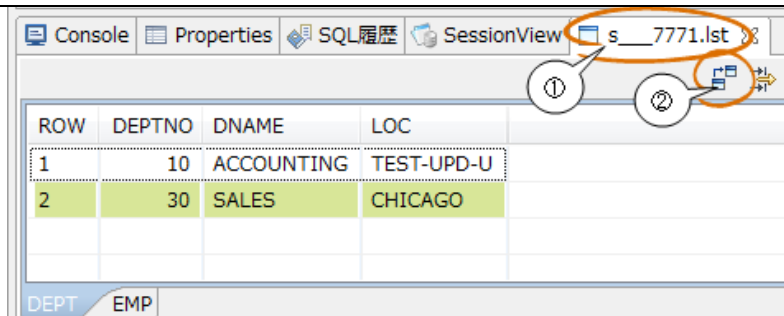 Console Properties SQL履歴 SessionView s___7771.lst
① ②
ROW DEPTNO DNAME LOC
1 10 ACCOUNTING TEST-UPD-U
2 30 SALES CHICAGO
DEPT EMP